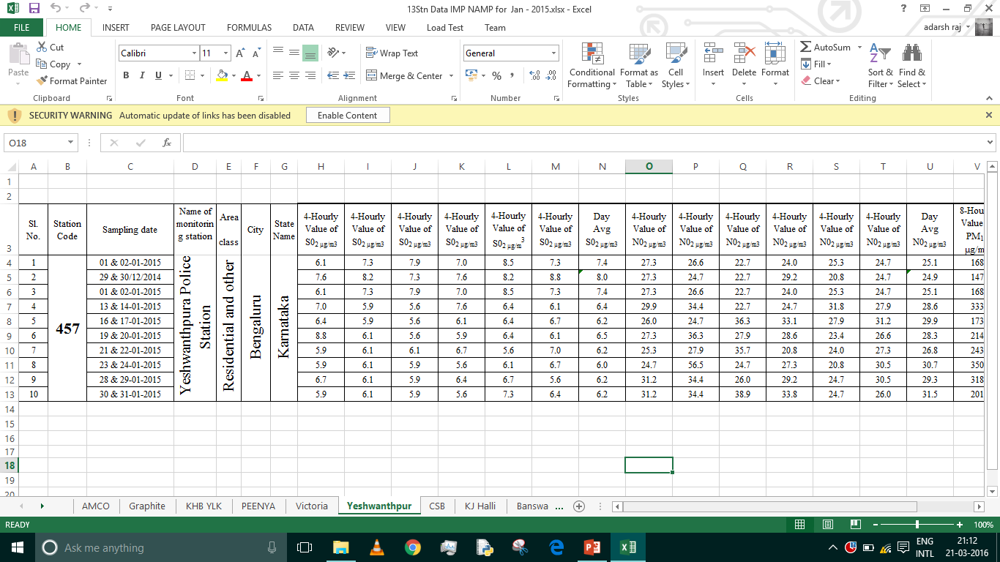 13Stn Data IMP NAMP for Jan - 2015.xlsx - Excel
FILE HOME INSERT PAGE LAYOUT FORMULAS DATA REVIEW VIEW Load Test Team adarsh raj
Cut
Copy
Format Painter
Paste
Clipboard
Calibri 11
B I U
Font
Wrap Text
Merge & Center
Alignment
General
Number
Conditional Formatting
Format as Table
Cell Styles
Styles
Insert Delete Format
Cells
AutoSum
Fill
Clear
Sort & Filter
Find & Select
Editing
SECURITY WARNING Automatic update of links has been disabled Enable Content
O18 fx
A B C D E F G H I J K L M N O P Q R S T U V
1
2
3 Sl. No. Station Code Sampling date Name of monitorin g station Area class City State Name 4-Hourly Value of S02 µg/m3 4-Hourly Value of S02 µg/m3 4-Hourly Value of S02 µg/m3 4-Hourly Value of S02 µg/m3 4-Hourly Value of S02 µg/m3 4-Hourly Value of S02 µg/m3 Day Avg S02 µg/m3 4-Hourly Value of N02 µg/m3 4-Hourly Value of N02 µg/m3 4-Hourly Value of N02 µg/m3 4-Hourly Value of N02 µg/m3 4-Hourly Value of N02 µg/m3 4-Hourly Value of N02 µg/m3 Day Avg N02 µg/m3 8-Hou Value PM1 µg/m
457 Yeshwanthpura Police Station Residential and other Bengaluru Karnataka
4 1 01 & 02-01-2015 6.1 7.3 7.9 7.0 8.5 7.3 7.4 27.3 26.6 22.7 24.0 25.3 24.7 25.1 168
5 2 29 & 30/12/2014 7.6 8.2 7.3 7.6 8.2 8.8 8.0 27.3 24.7 22.7 29.2 20.8 24.7 24.9 147
6 3 01 & 02-01-2015 6.1 7.3 7.9 7.0 8.5 7.3 7.4 27.3 26.6 22.7 24.0 25.3 24.7 25.1 168
7 4 13 & 14-01-2015 7.0 5.9 5.6 7.6 6.4 6.1 6.4 29.9 34.4 22.7 24.7 31.8 27.9 28.6 333
8 5 16 & 17-01-2015 6.4 5.9 5.6 6.1 6.4 6.7 6.2 26.0 24.7 36.3 33.1 27.9 31.2 29.9 173
9 6 19 & 20-01-2015 8.8 6.1 5.6 5.9 6.4 6.1 6.5 27.3 36.3 27.9 28.6 23.4 26.6 28.3 214
10 7 21 & 22-01-2015 5.9 6.1 6.1 6.7 5.6 7.0 6.2 25.3 27.9 35.7 20.8 24.0 27.3 26.8 243
11 8 23 & 24-01-2015 5.9 6.1 5.9 5.6 6.1 6.7 6.0 24.7 56.5 24.7 27.3 20.8 30.5 30.7 350
12 9 28 & 29-01-2015 6.7 6.1 5.9 6.4 6.7 5.6 6.2 31.2 34.4 26.0 29.2 24.7 30.5 29.3 318
13 10 30 & 31-01-2015 5.9 6.1 5.9 5.6 7.3 6.4 6.2 31.2 34.4 38.9 33.8 24.7 26.0 31.5 201
14
15
16
17
18
19
20
AMCO Graphite KHB YLK PEENYA Victoria Yeshwanthpur CSB KJ Halli Banswa ...
READY 100%
Ask me anything ENG INTL 21:12 21-03-2016